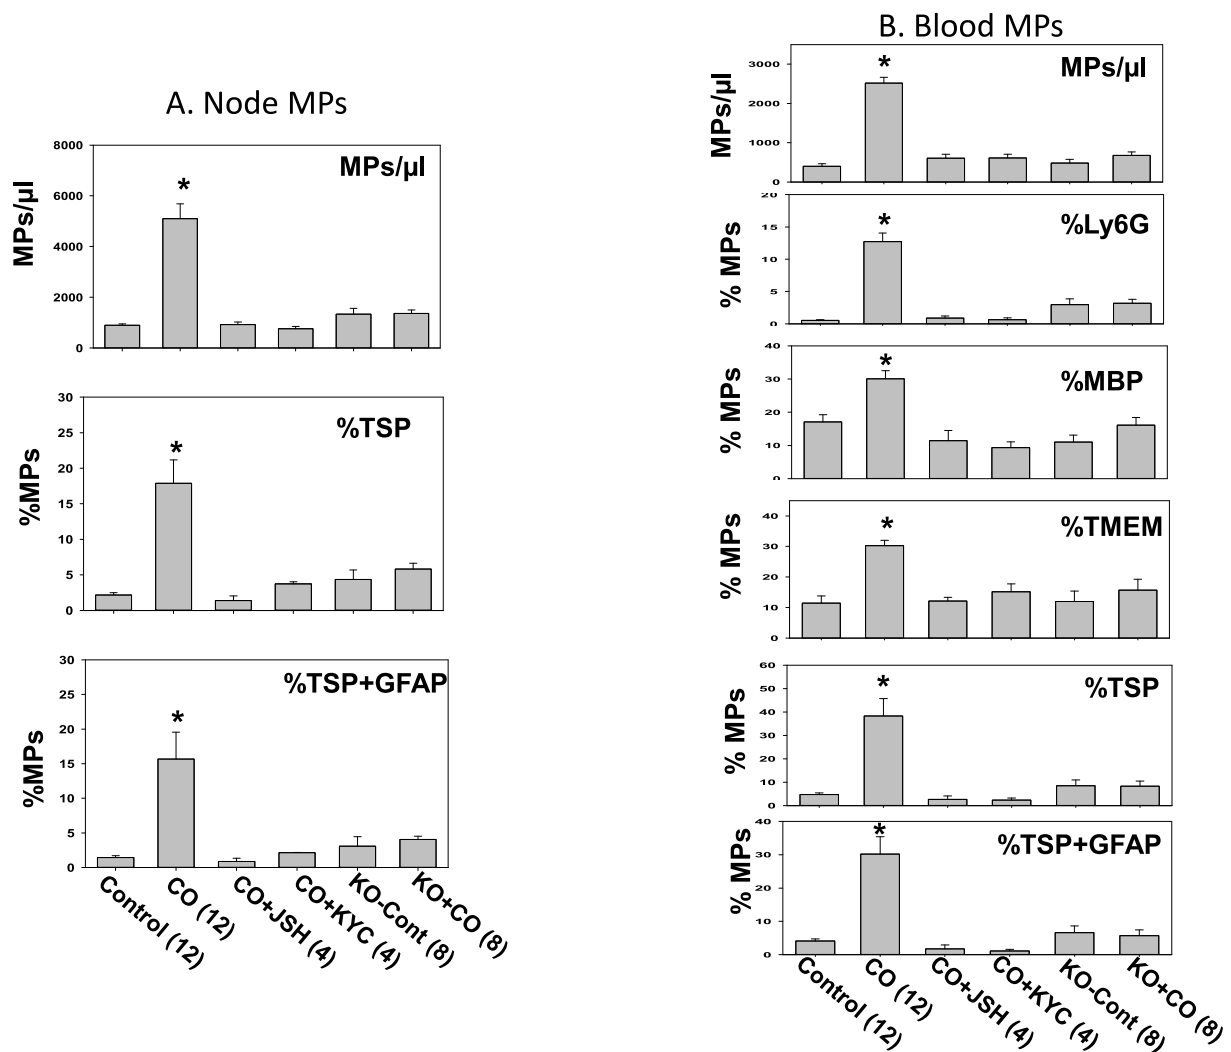 A. Node MPs
MPs/µl
8000
6000
4000
2000
0
MPs/µl
*
%MPs
30
25
20
15
10
5
0
%TSP
*
%MPs
30
25
20
15
10
5
0
%TSP+GFAP
*
Control (12)
CO (12)
CO+JSH (4)
CO+KYC (4)
KO-Cont (8)
KO+CO (8)
B. Blood MPs
MPs/µl
3000
2000
1000
0
MPs/µl
*
% MPs
20
15
10
5
0
%Ly6G
*
% MPs
40
30
20
10
0
%MBP
*
% MPs
40
30
20
10
0
%TMEM
*
% MPs
60
50
40
30
20
10
0
%TSP
*
% MPs
40
30
20
10
0
%TSP+GFAP
*
Control (12)
CO (12)
CO+JSH (4)
CO+KYC (4)
KO-Cont (8)
KO+CO (8)